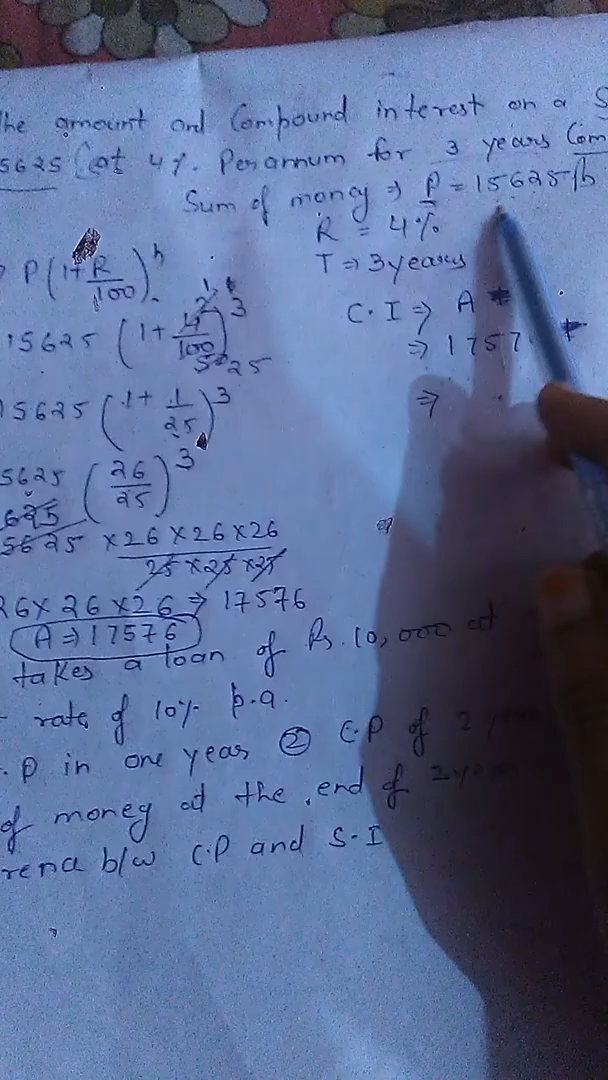 he amount and Compound interest on a S
5625 (at 4%. Per annum for 3 years Com
Sum of money ⇒ P = 15625/b
R = 4%
P(1+R/100)^n
T ⇒ 3 years
15625 (1+4/100)^3
25
C.I ⇒ A
⇒ 1757
15625 (1+1/25)^3
⇒
5625 (26/25)^3
5625 ×26×26×26
25×25×25
26×26×26 ⇒ 17576
A ⇒ 17576
takes a loan of Rs. 10,000 at
rate of 10% p.a.
. P in one year ② C.P of 2
of money at the end of 2
rena b/w C.P and S.I